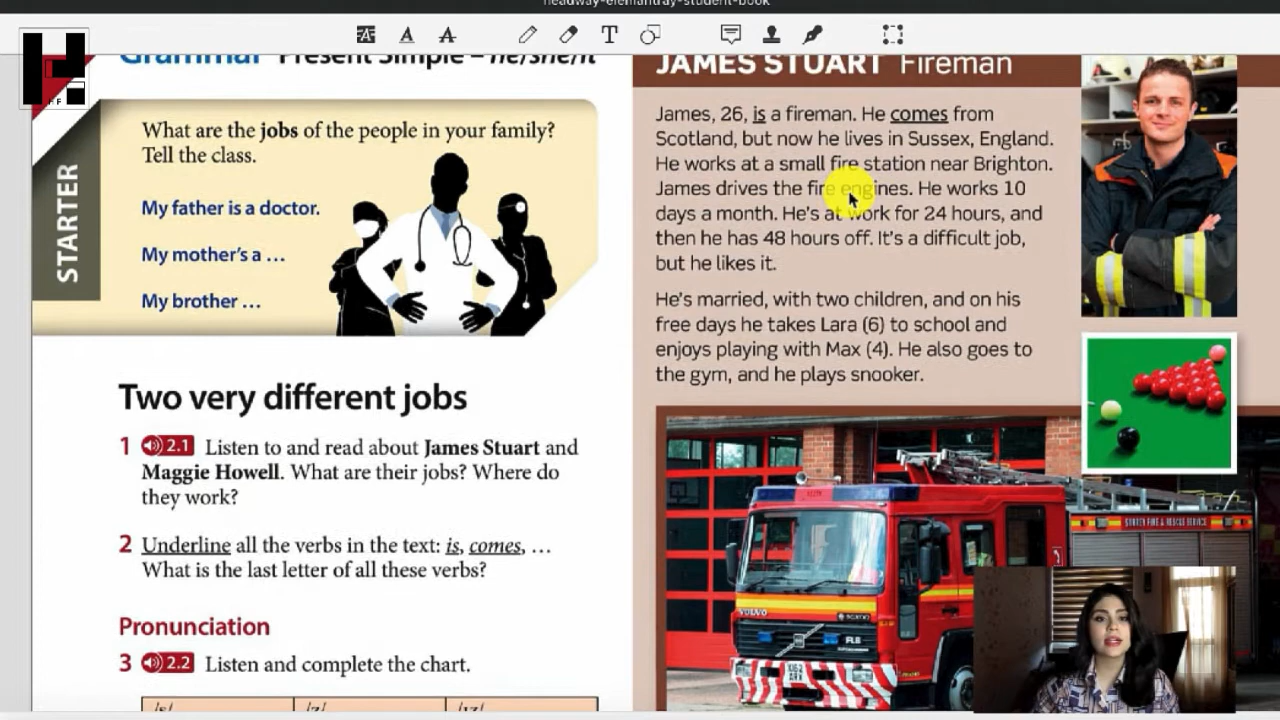 headway-elemantray-student-book
Grammar Present Simple – he/she/it
STARTER
What are the jobs of the people in your family?
Tell the class.
My father is a doctor.
My mother's a …
My brother …
Two very different jobs
1 2.1 Listen to and read about James Stuart and
Maggie Howell. What are their jobs? Where do
they work?
2 Underline all the verbs in the text: is, comes, …
What is the last letter of all these verbs?
Pronunciation
3 2.2 Listen and complete the chart.
/s/ /z/ /ɪz/
JAMES STUART Fireman
James, 26, is a fireman. He comes from
Scotland, but now he lives in Sussex, England.
He works at a small fire station near Brighton.
James drives the fire engines. He works 10
days a month. He's at work for 24 hours, and
then he has 48 hours off. It's a difficult job,
but he likes it.
He's married, with two children, and on his
free days he takes Lara (6) to school and
enjoys playing with Max (4). He also goes to
the gym, and he plays snooker.
VOLVO
FL6